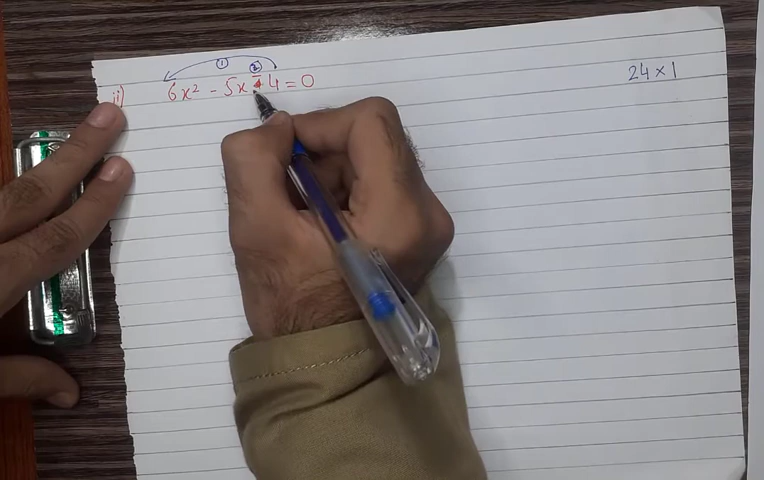 ① ②
ii) 6x² - 5x - 4 = 0
24 × 1